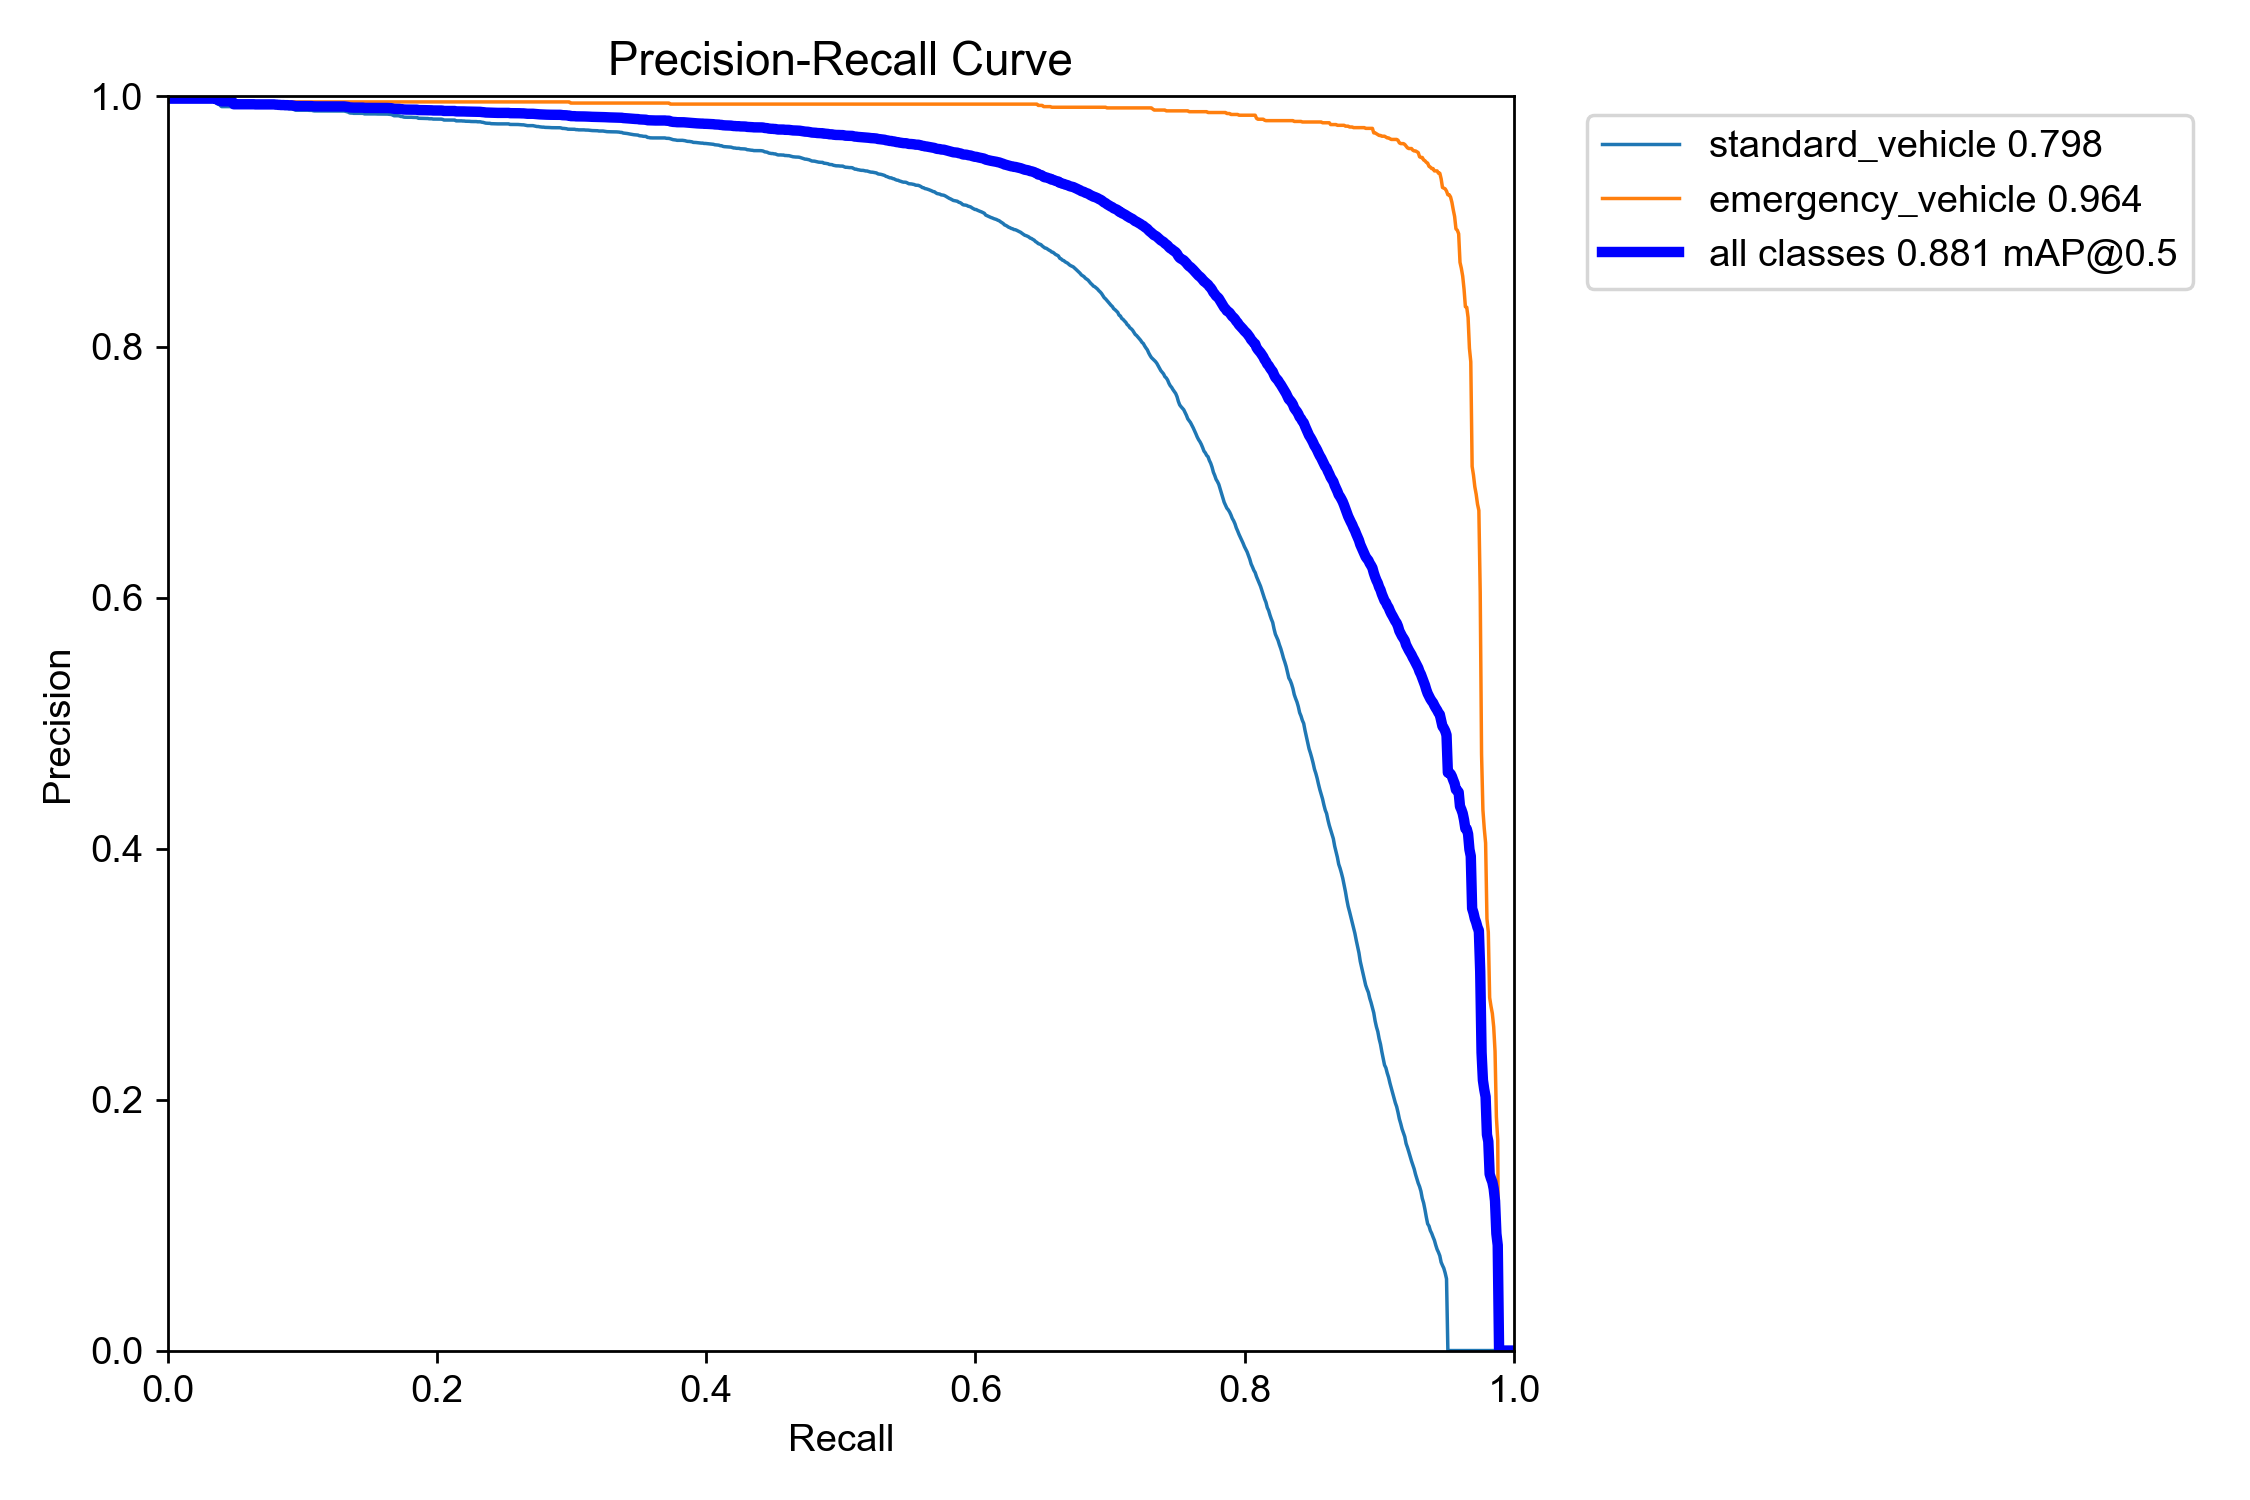 Precision-Recall Curve
1.0
0.8
0.6
0.4
0.2
0.0
Precision
0.0 0.2 0.4 0.6 0.8 1.0
Recall
standard_vehicle 0.798
emergency_vehicle 0.964
all classes 0.881 mAP@0.5